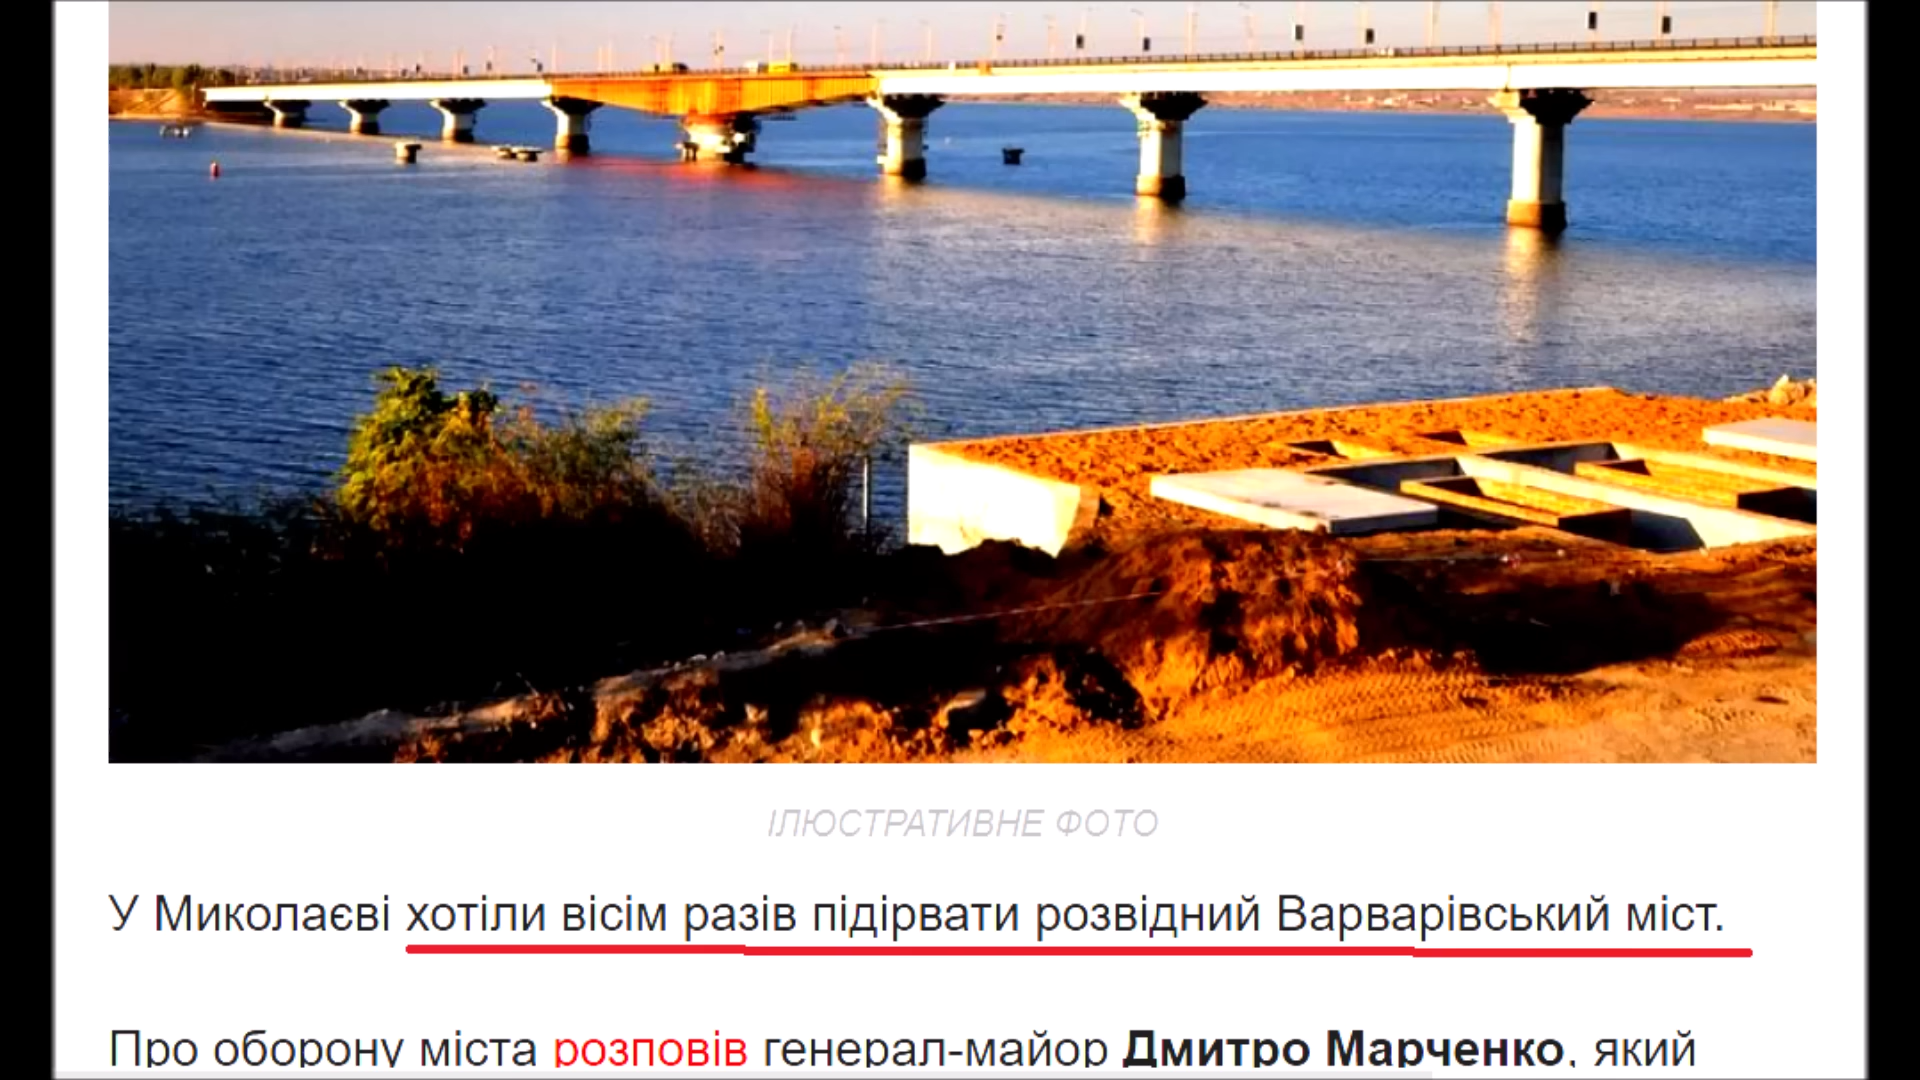 ІЛЮСТРАТИВНЕ ФОТО
У Миколаєві хотіли вісім разів підірвати розвідний Варварівський міст.
Про оборону міста розповів генерал-майор Дмитро Марченко, який